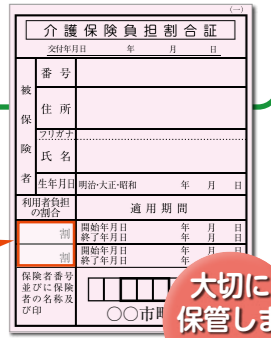 (一)
介護保険負担割合証
交付年月日 年 月 日
被保険者
番号
住所
フリガナ
氏名
生年月日 明治・大正・昭和 年 月 日
利用者負担の割合
適用期間
割 開始年月日 年 月 日
終了年月日 年 月 日
割 開始年月日 年 月 日
終了年月日 年 月 日
保険者番号
並びに保険
者の名称及
び印
〇〇市町
大切に
保管しま